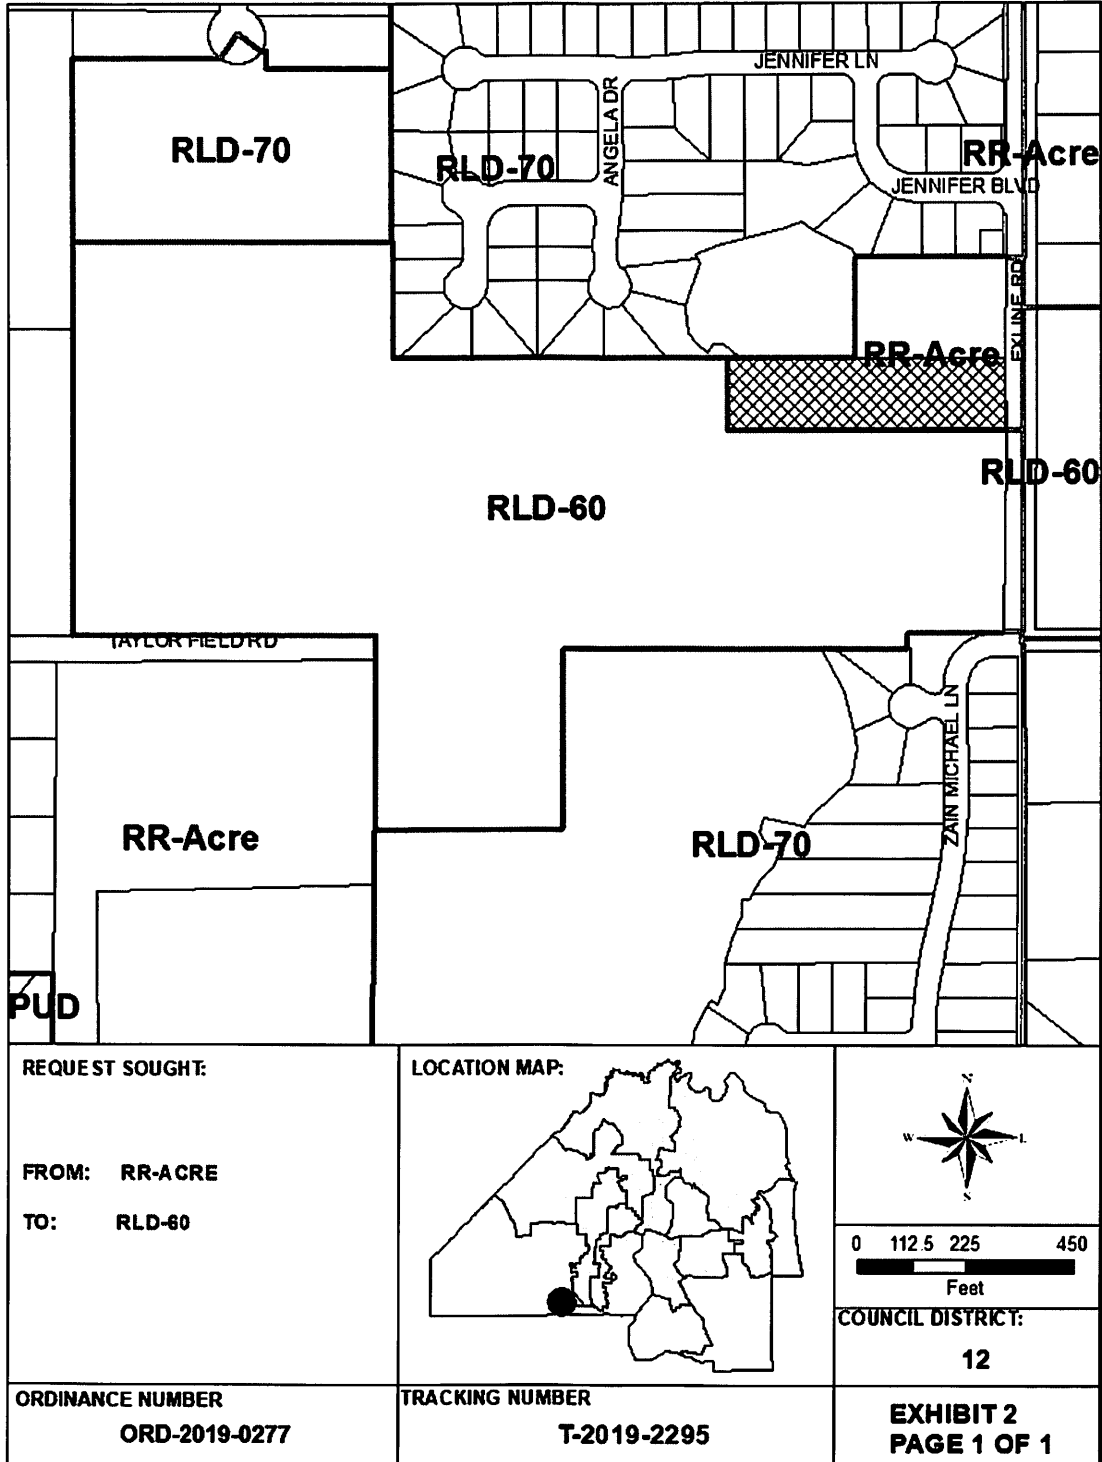 JENNIFER LN
RLD-70
ANGELA DR
RLD-70
RR-Acre
JENNIFER BLVD
EXLINE RD
RR-Acre
RLD-60
RLD-60
TAYLOR FIELD RD
ZAIN MICHAEL LN
RR-Acre
RLD-70
PUD
REQUEST SOUGHT:
FROM: RR-ACRE
TO: RLD-60
LOCATION MAP:
N
W
S
0 112.5 225 450
Feet
COUNCIL DISTRICT:
12
ORDINANCE NUMBER
ORD-2019-0277
TRACKING NUMBER
T-2019-2295
EXHIBIT 2
PAGE 1 OF 1